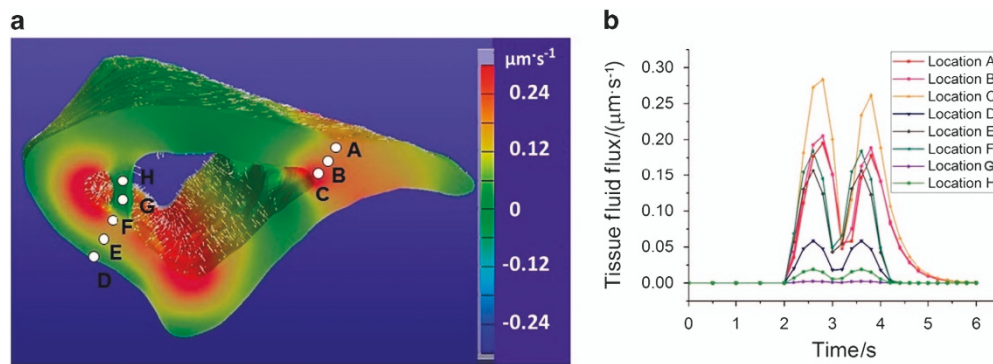 a
µm·s⁻¹
0.24
0.12
0
-0.12
-0.24
A
B
C
H
G
F
E
D
b
Tissue fluid flux/(µm·s⁻¹)
0.30
0.25
0.20
0.15
0.10
0.05
0.00
0 1 2 3 4 5 6
Time/s
Location A
Location B
Location C
Location D
Location E
Location F
Location G
Location H